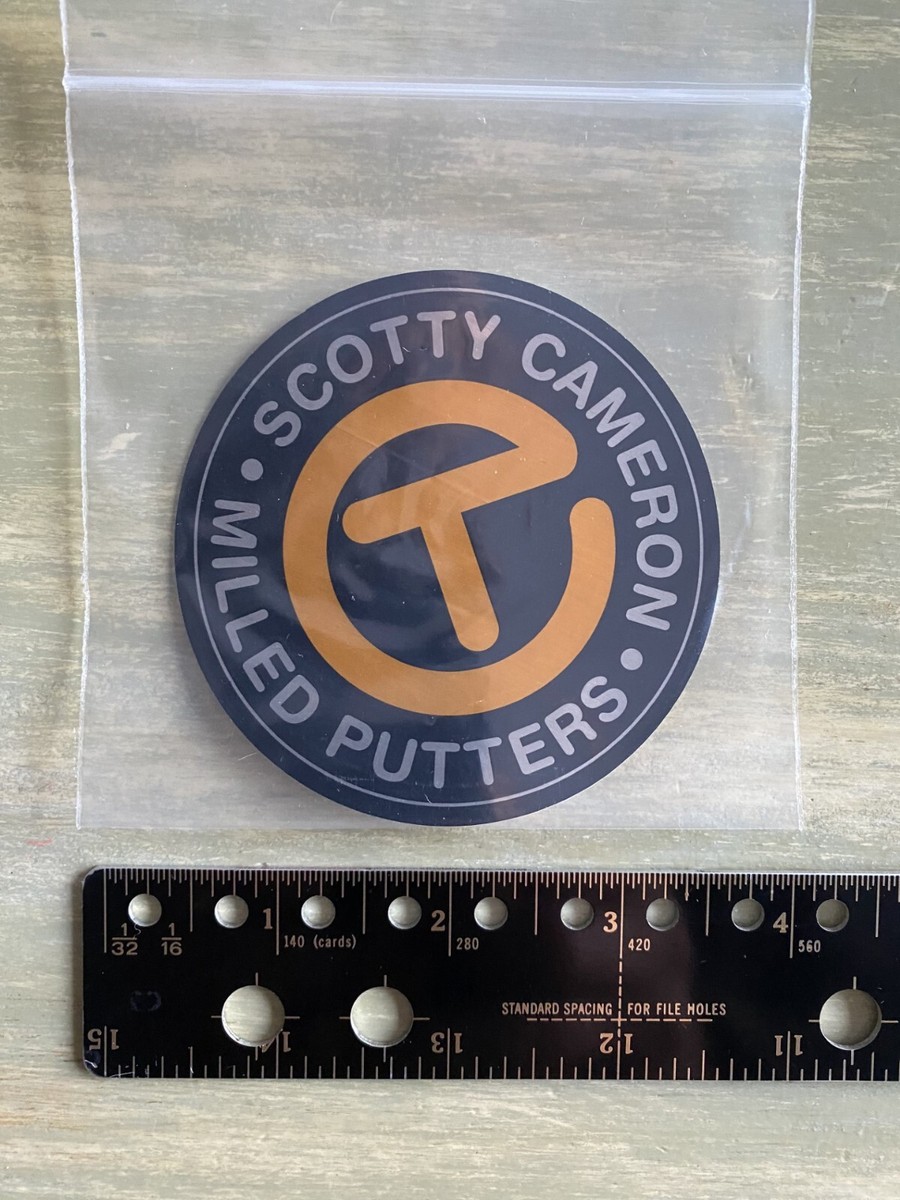 SCOTTY CAMERON
• MILLED PUTTERS •
1 2 3 4
1/32 1/16 140 (cards) 280 420 560
STANDARD SPACING FOR FILE HOLES
15 14 13 12 11